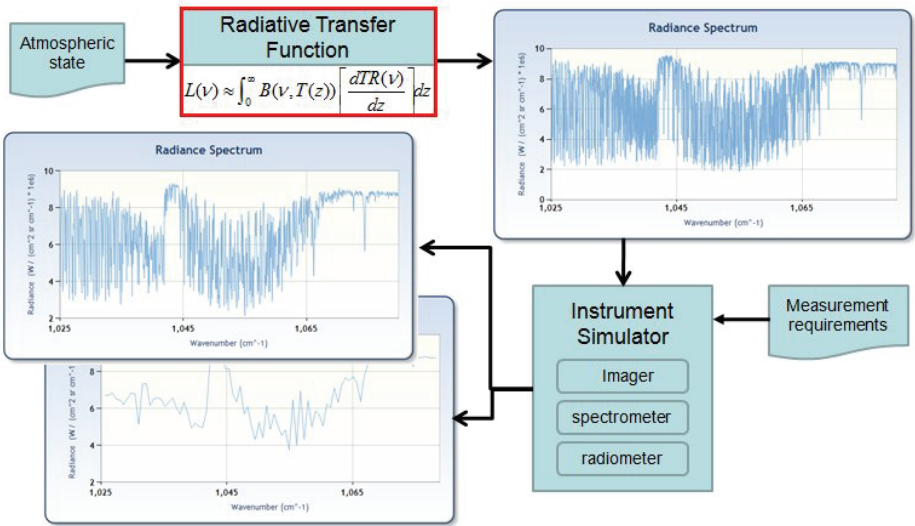 Atmospheric
state
Radiative Transfer
Function
L(ν) ≈ ∫₀^∞ B(ν,T(z)) [dTR(ν)/dz] dz
Radiance Spectrum
Radiance (W / (cm^2 sr cm^-1) * 1e6)
10
8
6
4
2
0
1,025
1,045
1,065
Wavenumber (cm^-1)
Radiance Spectrum
Radiance (W / (cm^2 sr cm^-1) * 1e6)
10
8
6
4
2
1,025
1,045
1,065
Wavenumber (cm^-1)
Radiance (W / (cm^2 sr cm^-1
8
6
4
2
1,025
1,045
1,065
Wavenumber (cm^-1)
Instrument
Simulator
Imager
spectrometer
radiometer
Measurement
requirements